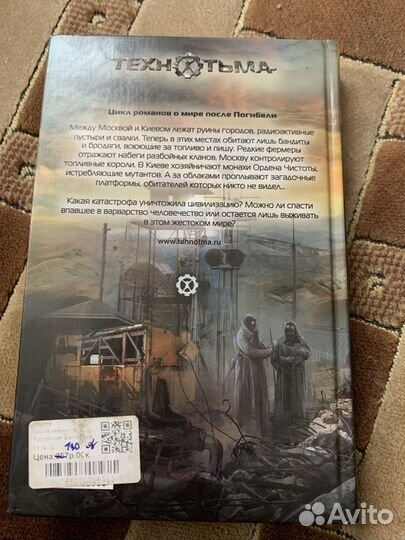 ТЕХНОТЬМА
Цикл романов о мире после Погибели
Между Москвой и Киевом лежат руины городов, радиоактивные
пустыри и свалки. Теперь в этих местах обитают лишь бандиты
и бродяги, воюющие за топливо и пищу. Редкие фермеры
отражают набеги разбойных кланов. Москву контролируют
топливные короли. В Киеве хозяйничают монахи Ордена Чистоты,
истребляющие мутантов. А за облаками проплывают загадочные
платформы, обитателей которых никто не видел...
Какая катастрофа уничтожила цивилизацию? Можно ли спасти
впавшее в варварство человечество или остается лишь выживать
в этом жестоком мире?
www.tehnotma.ru
140
Цена 267р.00к.
Avito